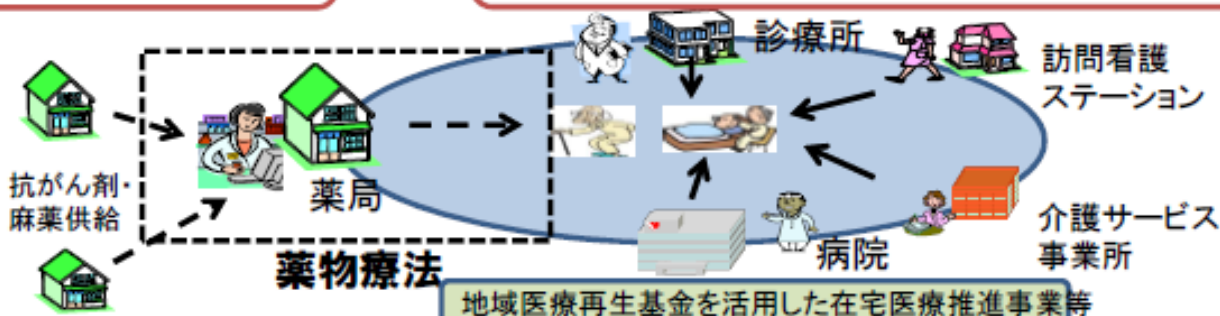 診療所
訪問看護
ステーション
抗がん剤・
麻薬供給
薬局
薬物療法
病院
介護サービス
事業所
地域医療再生基金を活用した在宅医療推進事業等